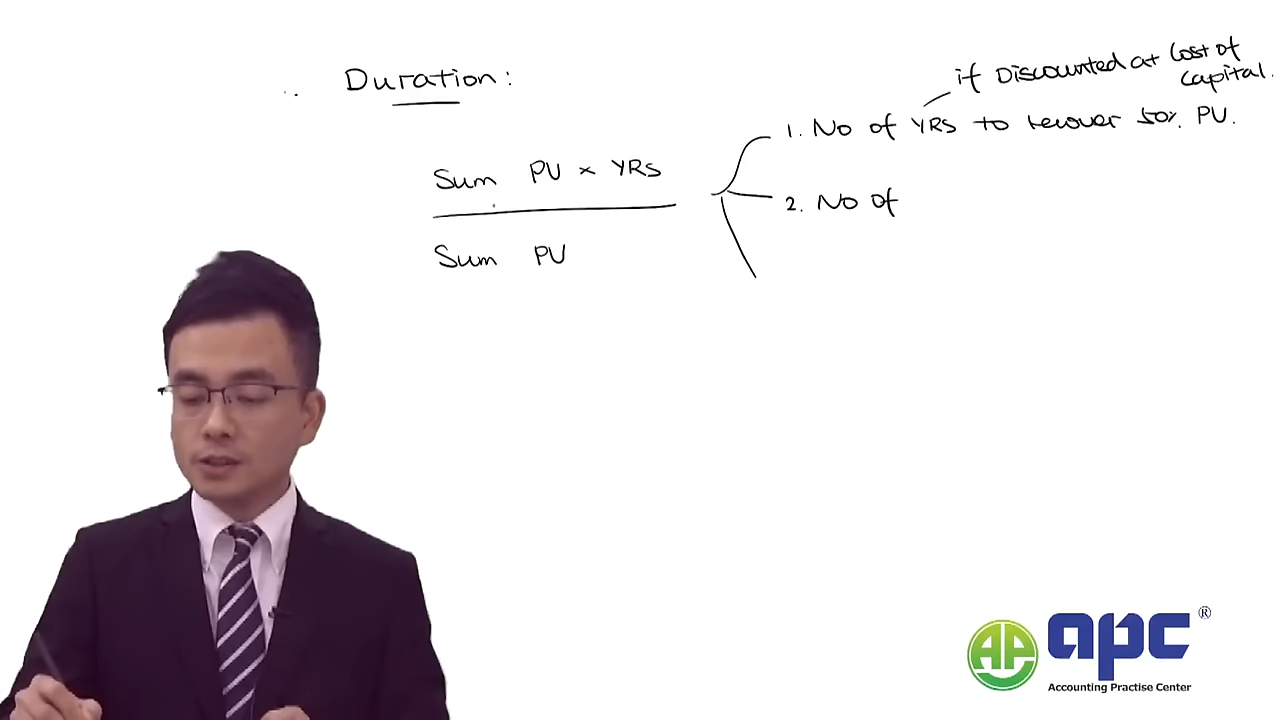 Duration:
if Discounted at Cost of
capital.
1. No of YRS to recover 50% PV.
Sum PV × YRS
Sum PV
2. No of
AP
apc®
Accounting Practise Center